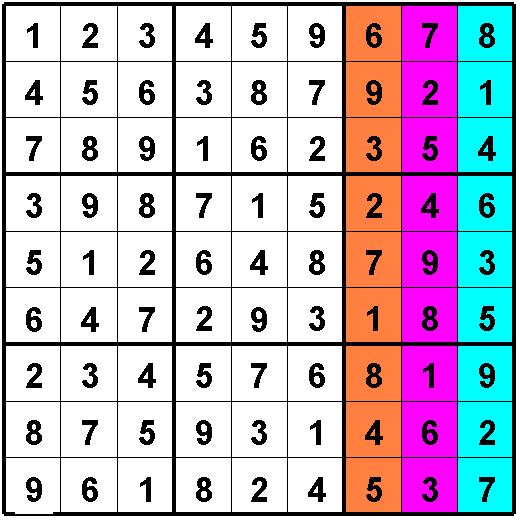 1 2 3 4 5 9 6 7 8
4 5 6 3 8 7 9 2 1
7 8 9 1 6 2 3 5 4
3 9 8 7 1 5 2 4 6
5 1 2 6 4 8 7 9 3
6 4 7 2 9 3 1 8 5
2 3 4 5 7 6 8 1 9
8 7 5 9 3 1 4 6 2
9 6 1 8 2 4 5 3 7